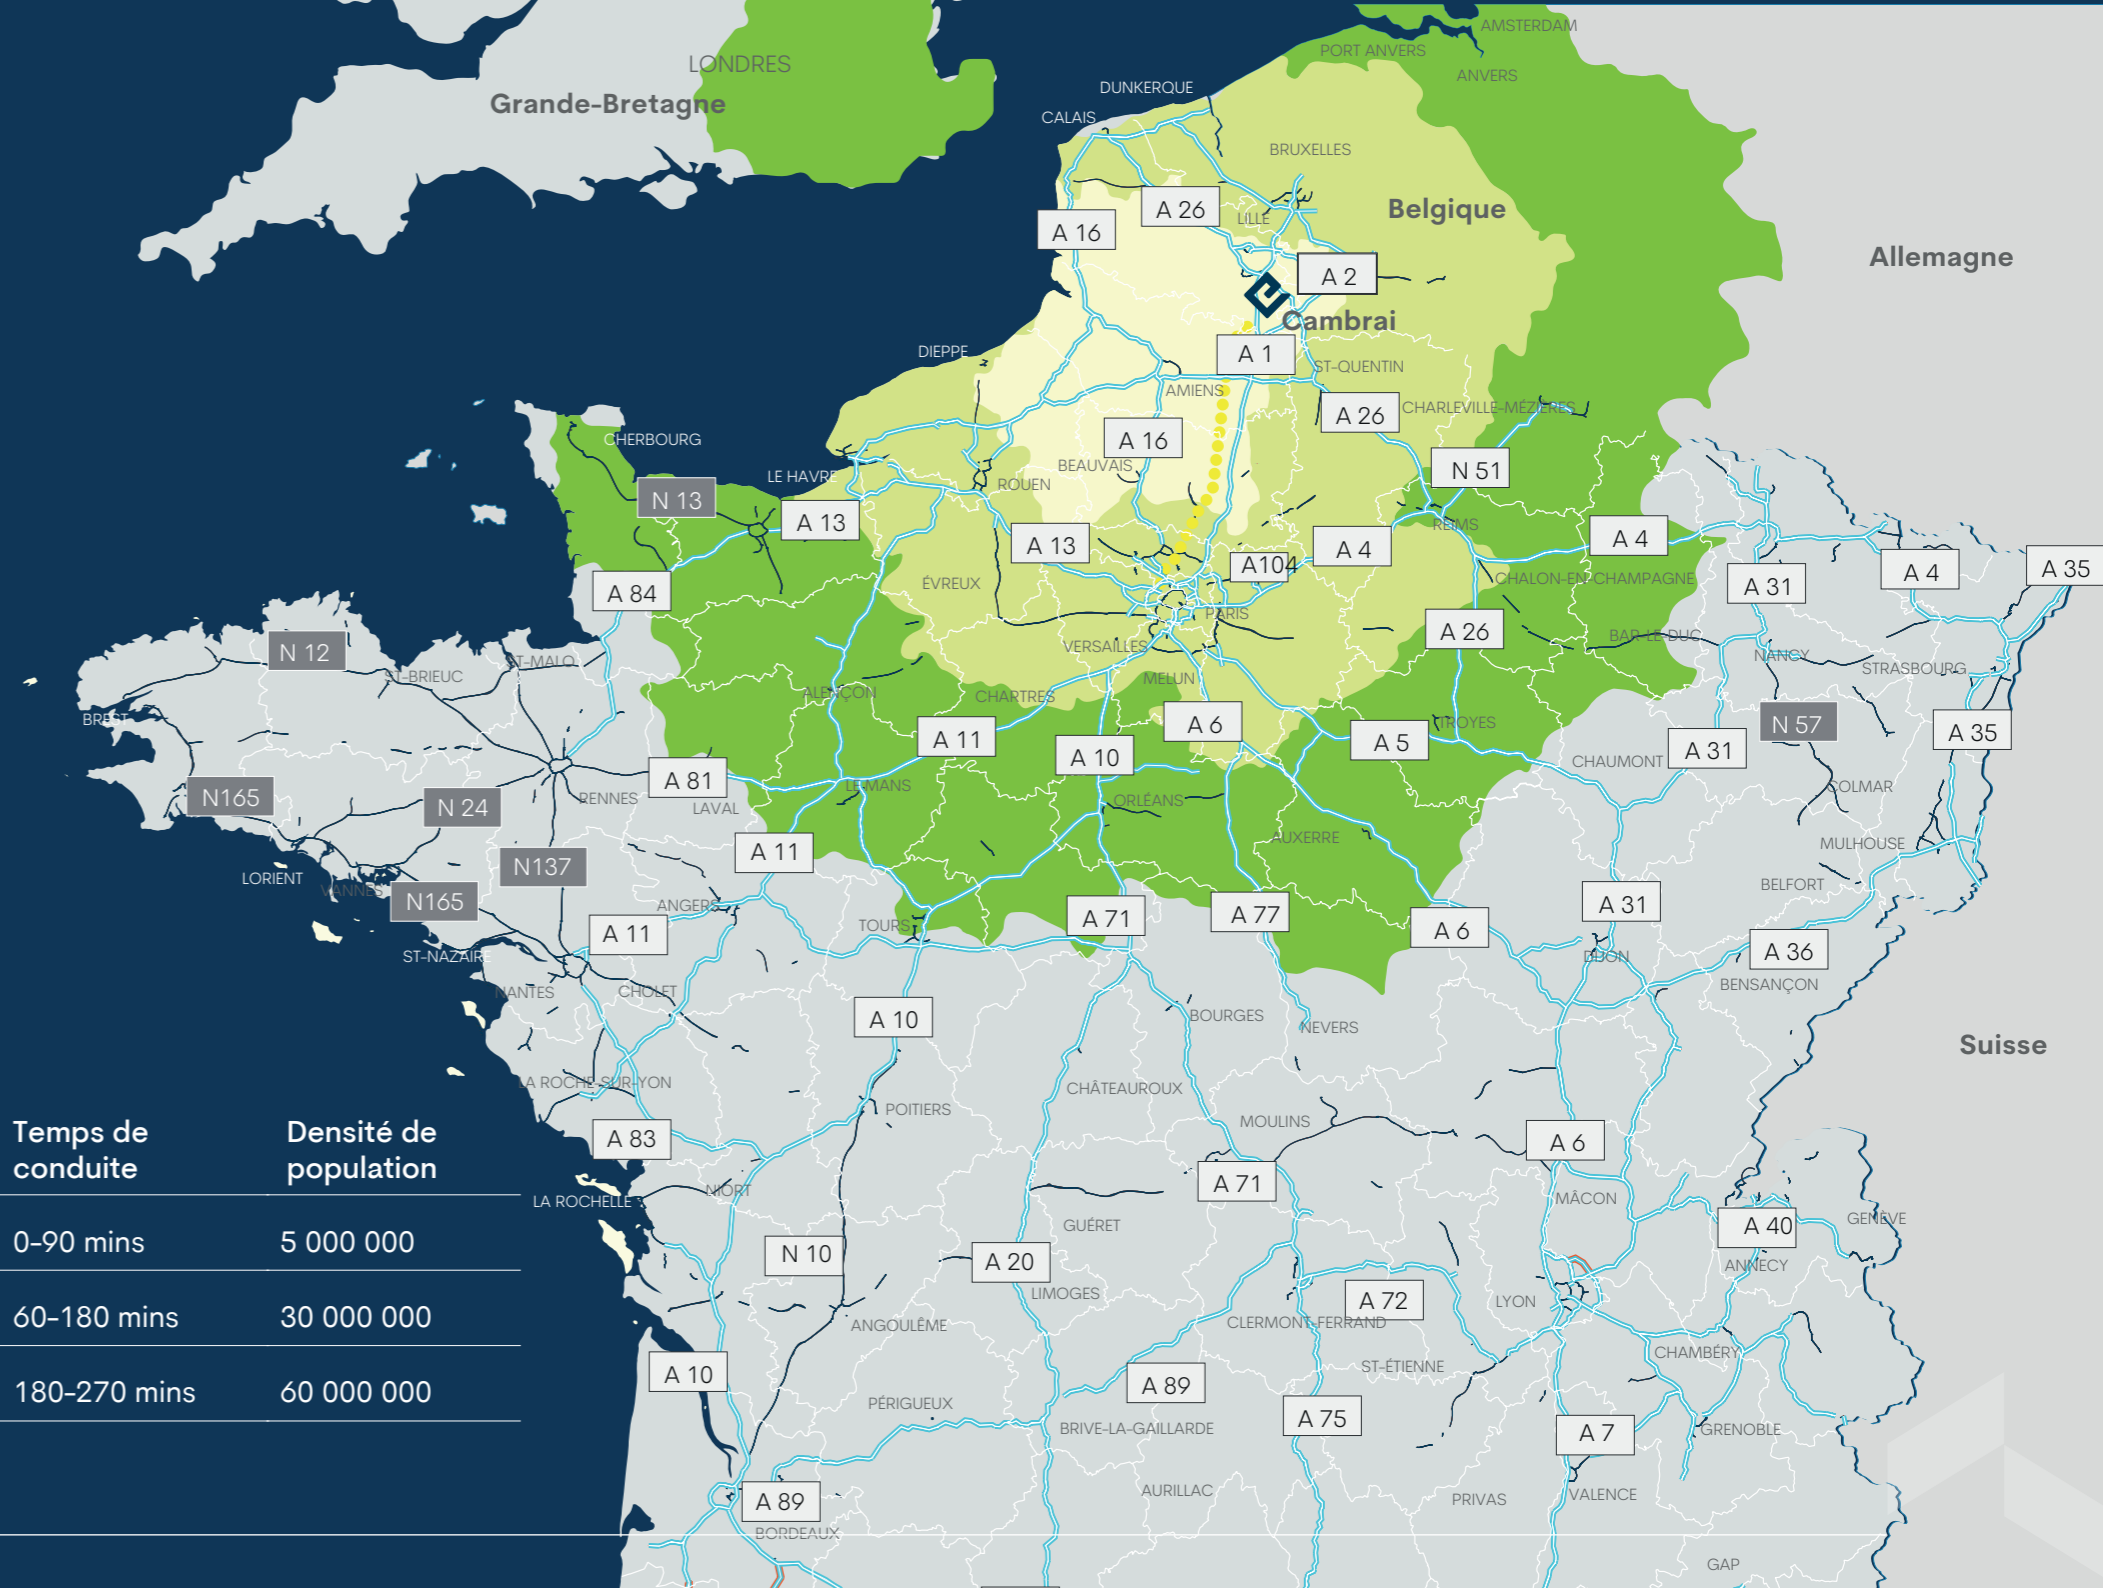 AMSTERDAM
PORT ANVERS
LONDRES
ANVERS
DUNKERQUE
Grande-Bretagne
CALAIS
BRUXELLES
A 26
LILLE
Belgique
A 16
Allemagne
A 2
Cambrai
DIEPPE
A 1
ST-QUENTIN
AMIENS
A 26
CHARLEVILLE-MÉZIÈRES
CHERBOURG
A 16
BEAUVAIS
N 51
LE HAVRE
ROUEN
N 13
A 13
REIMS
A 4
A 13
A 4
A104
A 35
A 4
A 31
CHALON-EN-CHAMPAGNE
ÉVREUX
A 84
PARIS
A 26
BAR-LE-DUC
VERSAILLES
N 12
ST-MALO
NANCY
STRASBOURG
ST-BRIEUC
MELUN
ALENÇON
CHARTRES
BREST
A 6
TROYES
N 57
A 35
A 11
A 5
A 31
A 10
CHAUMONT
A 81
LE MANS
COLMAR
N165
RENNES
ORLÉANS
N 24
LAVAL
AUXERRE
MULHOUSE
A 11
N137
LORIENT
VANNES
BELFORT
N165
ANGERS
A 31
A 71
A 77
TOURS
A 6
A 11
ST-NAZAIRE
DIJON
A 36
BENSANÇON
NANTES
CHOLET
A 10
BOURGES
NEVERS
Suisse
LA ROCHE-SUR-YON
CHÂTEAUROUX
POITIERS
MOULINS
Temps de
conduite
Densité de
population
A 83
A 6
A 71
NIORT
LA ROCHELLE
MÂCON
GUÉRET
A 40
GENÈVE
0-90 mins
5 000 000
N 10
A 20
ANNECY
LIMOGES
A 72
LYON
60-180 mins
30 000 000
ANGOULÊME
CLERMONT-FERRAND
CHAMBÉRY
ST-ÉTIENNE
A 10
180-270 mins
60 000 000
A 89
PÉRIGUEUX
A 75
BRIVE-LA-GAILLARDE
A 7
GRENOBLE
AURILLAC
PRIVAS
VALENCE
A 89
BORDEAUX
GAP